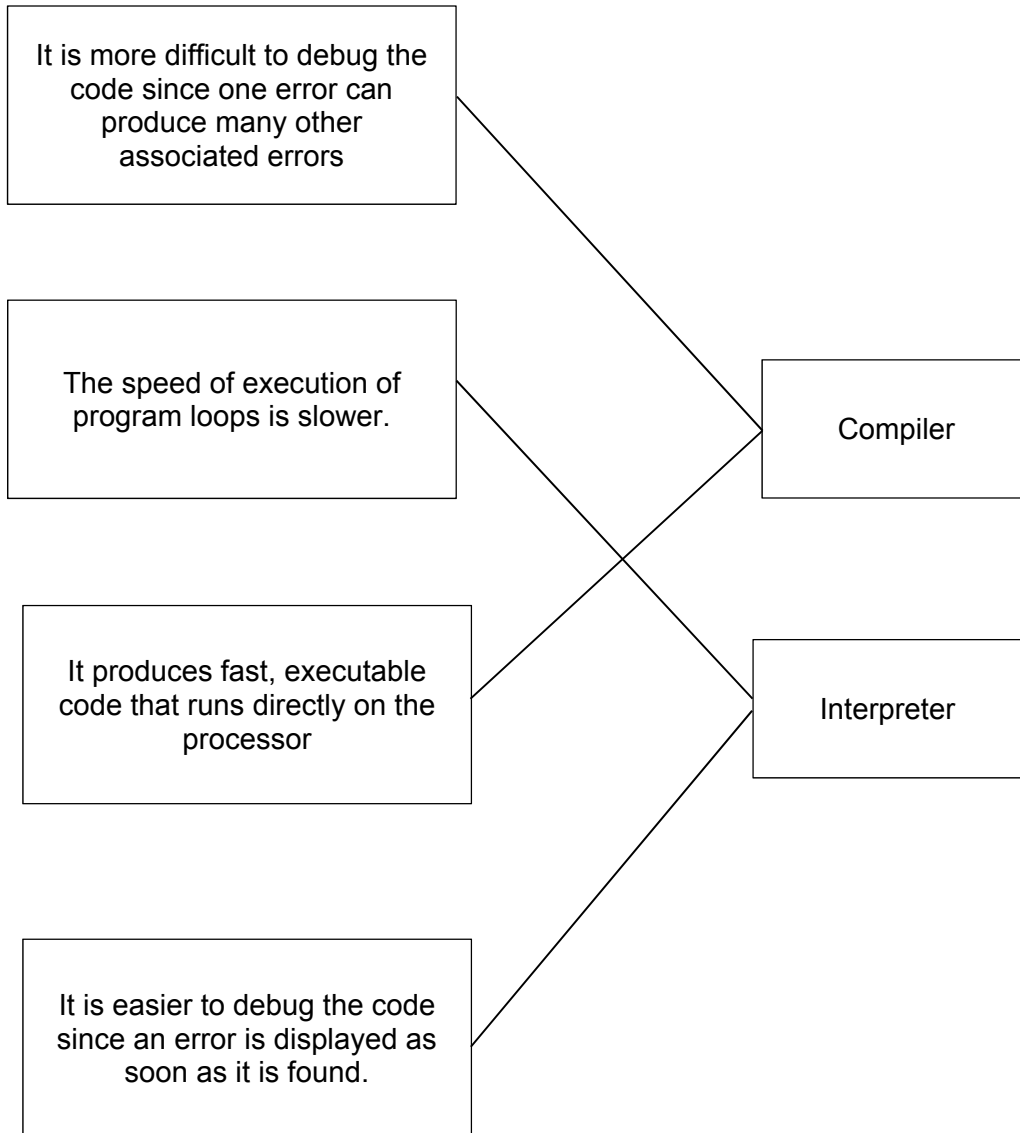 It is more difficult to debug the
code since one error can
produce many other
associated errors
The speed of execution of
program loops is slower.
Compiler
It produces fast, executable
code that runs directly on the
processor
Interpreter
It is easier to debug the code
since an error is displayed as
soon as it is found.